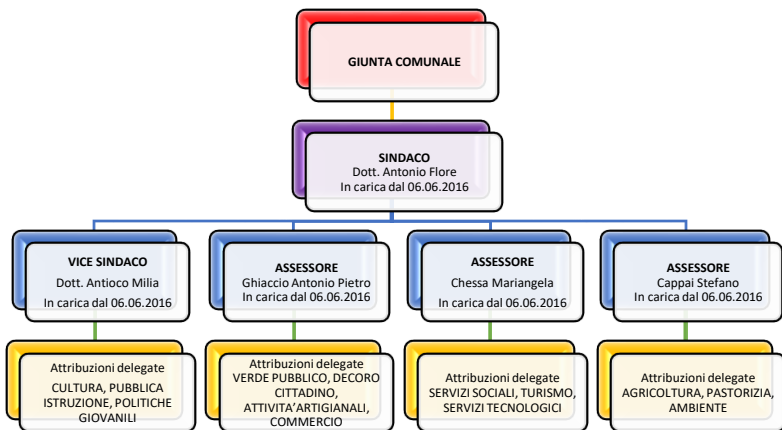 GIUNTA COMUNALE
SINDACO
Dott. Antonio Flore
In carica dal 06.06.2016
VICE SINDACO
Dott. Antioco Milia
In carica dal 06.06.2016
ASSESSORE
Ghiaccio Antonio Pietro
In carica dal 06.06.2016
ASSESSORE
Chessa Mariangela
In carica dal 06.06.2016
ASSESSORE
Cappai Stefano
In carica dal 06.06.2016
Attribuzioni delegate
CULTURA, PUBBLICA
ISTRUZIONE, POLITICHE
GIOVANILI
Attribuzioni delegate
VERDE PUBBLICO, DECORO
CITTADINO,
ATTIVITA’ARTIGIANALI,
COMMERCIO
Attribuzioni delegate
SERVIZI SOCIALI, TURISMO,
SERVIZI TECNOLOGICI
Attribuzioni delegate
AGRICOLTURA, PASTORIZIA,
AMBIENTE